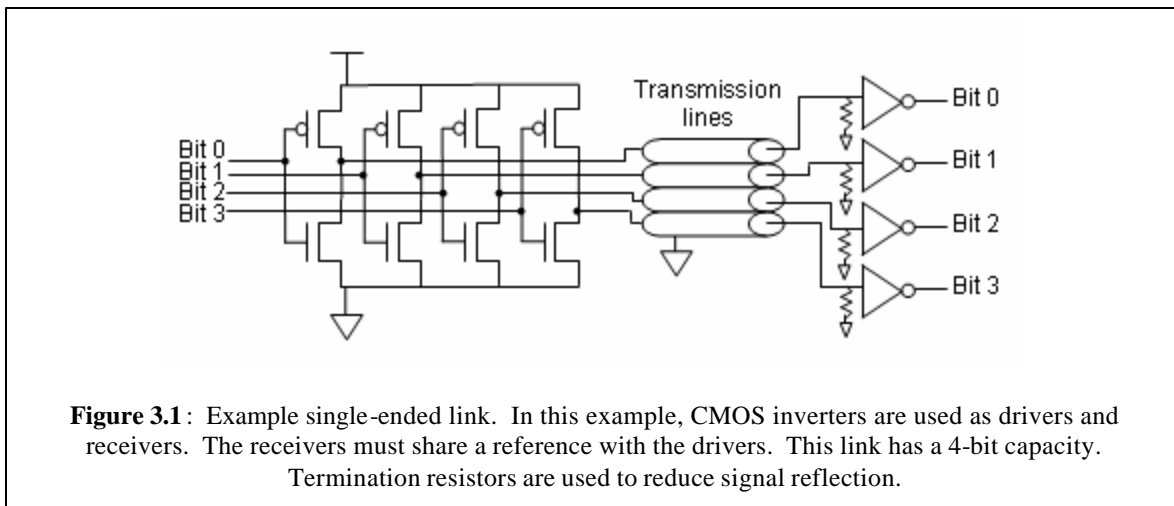 Transmission
lines
Bit 0
Bit 1
Bit 2
Bit 3
Bit 0
Bit 1
Bit 2
Bit 3
Figure 3.1: Example single-ended link. In this example, CMOS inverters are used as drivers and
receivers. The receivers must share a reference with the drivers. This link has a 4-bit capacity.
Termination resistors are used to reduce signal reflection.